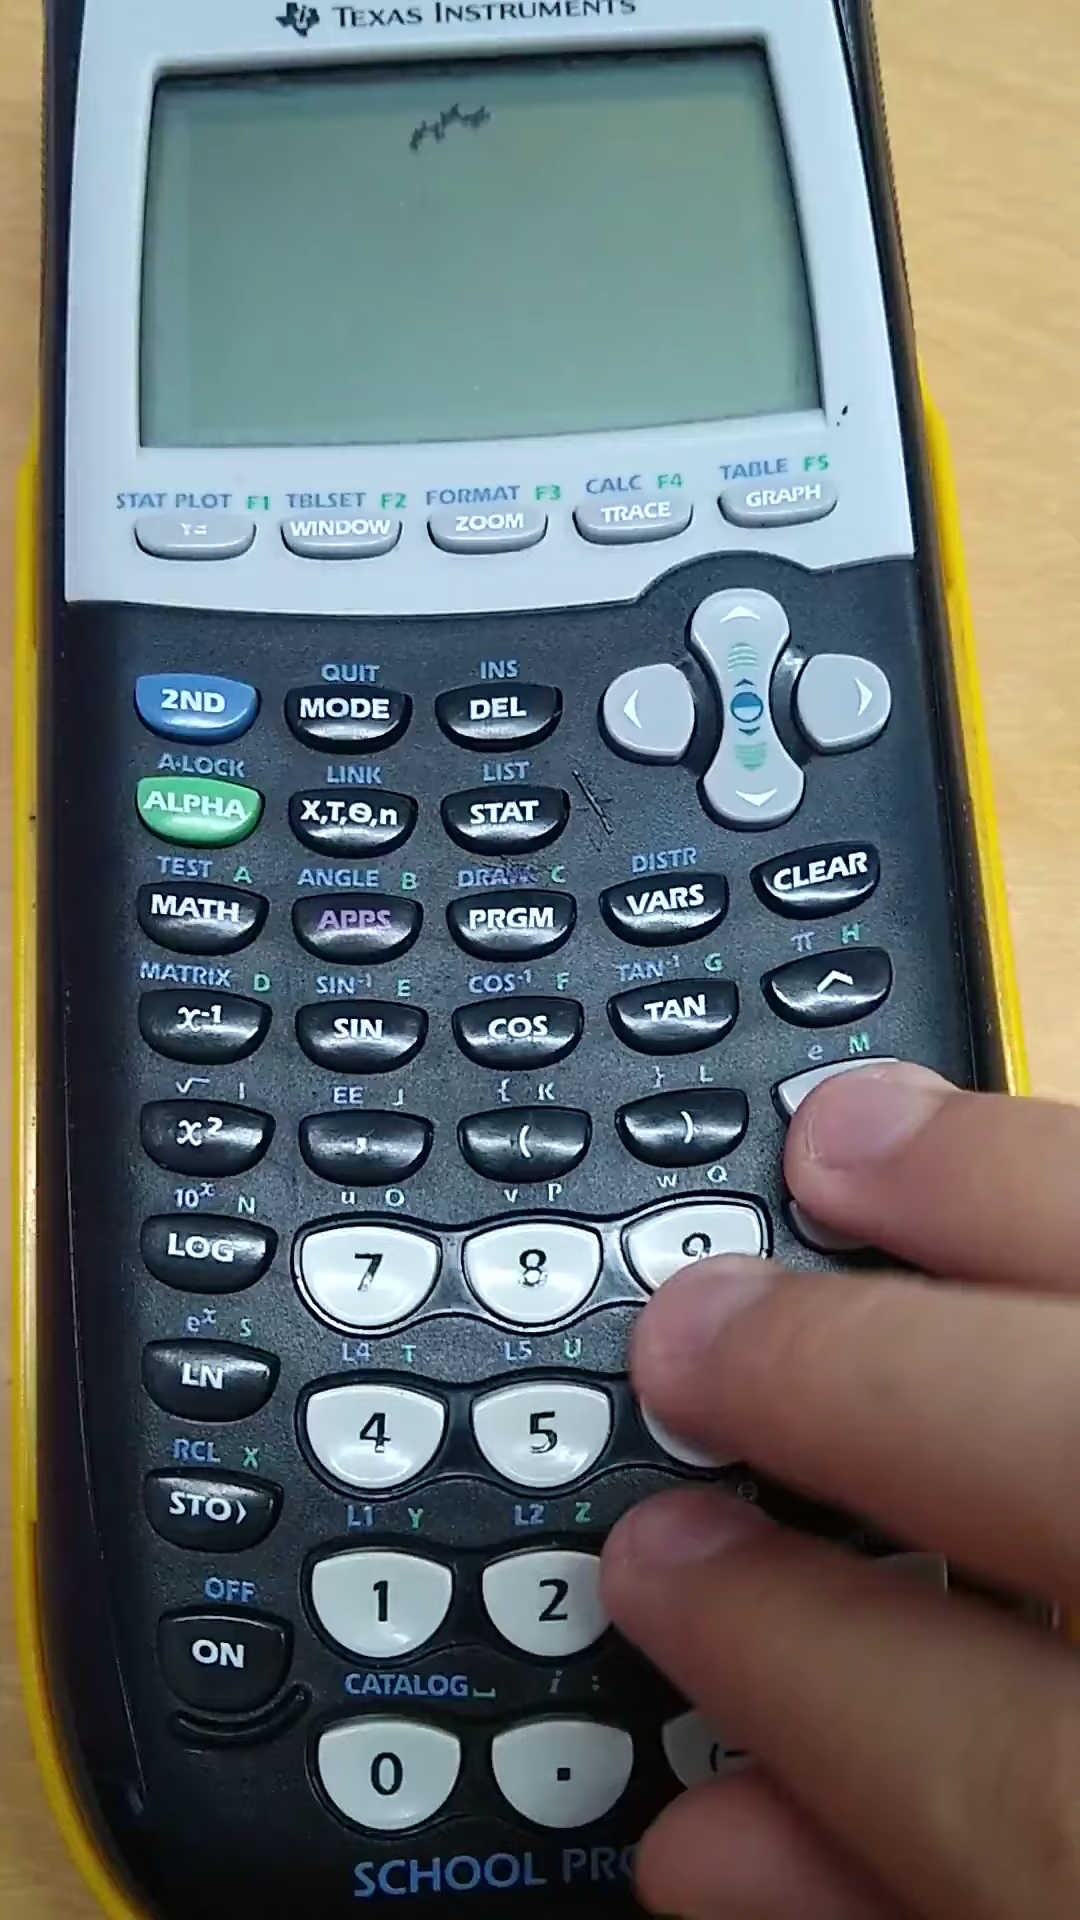 TEXAS INSTRUMENTS
STAT PLOT F1 TBLSET F2 FORMAT F3 CALC F4 TABLE F5
Y= WINDOW ZOOM TRACE GRAPH
QUIT INS
2ND MODE DEL
A-LOCK LINK LIST
ALPHA X,T,Θ,n STAT
TEST A ANGLE B DRAW C DISTR
MATH APPS PRGM VARS CLEAR
MATRIX D SIN⁻¹ E COS⁻¹ F TAN⁻¹ G π H
x⁻¹ SIN COS TAN ^
√ I EE J { K } L e M
x² , ( )
10ˣ N u O v P w Q
LOG 7 8 9
eˣ S L4 T L5 U
LN 4 5
RCL X L1 Y L2 Z
STO› 1 2
OFF CATALOG i :
ON 0 . (-
SCHOOL